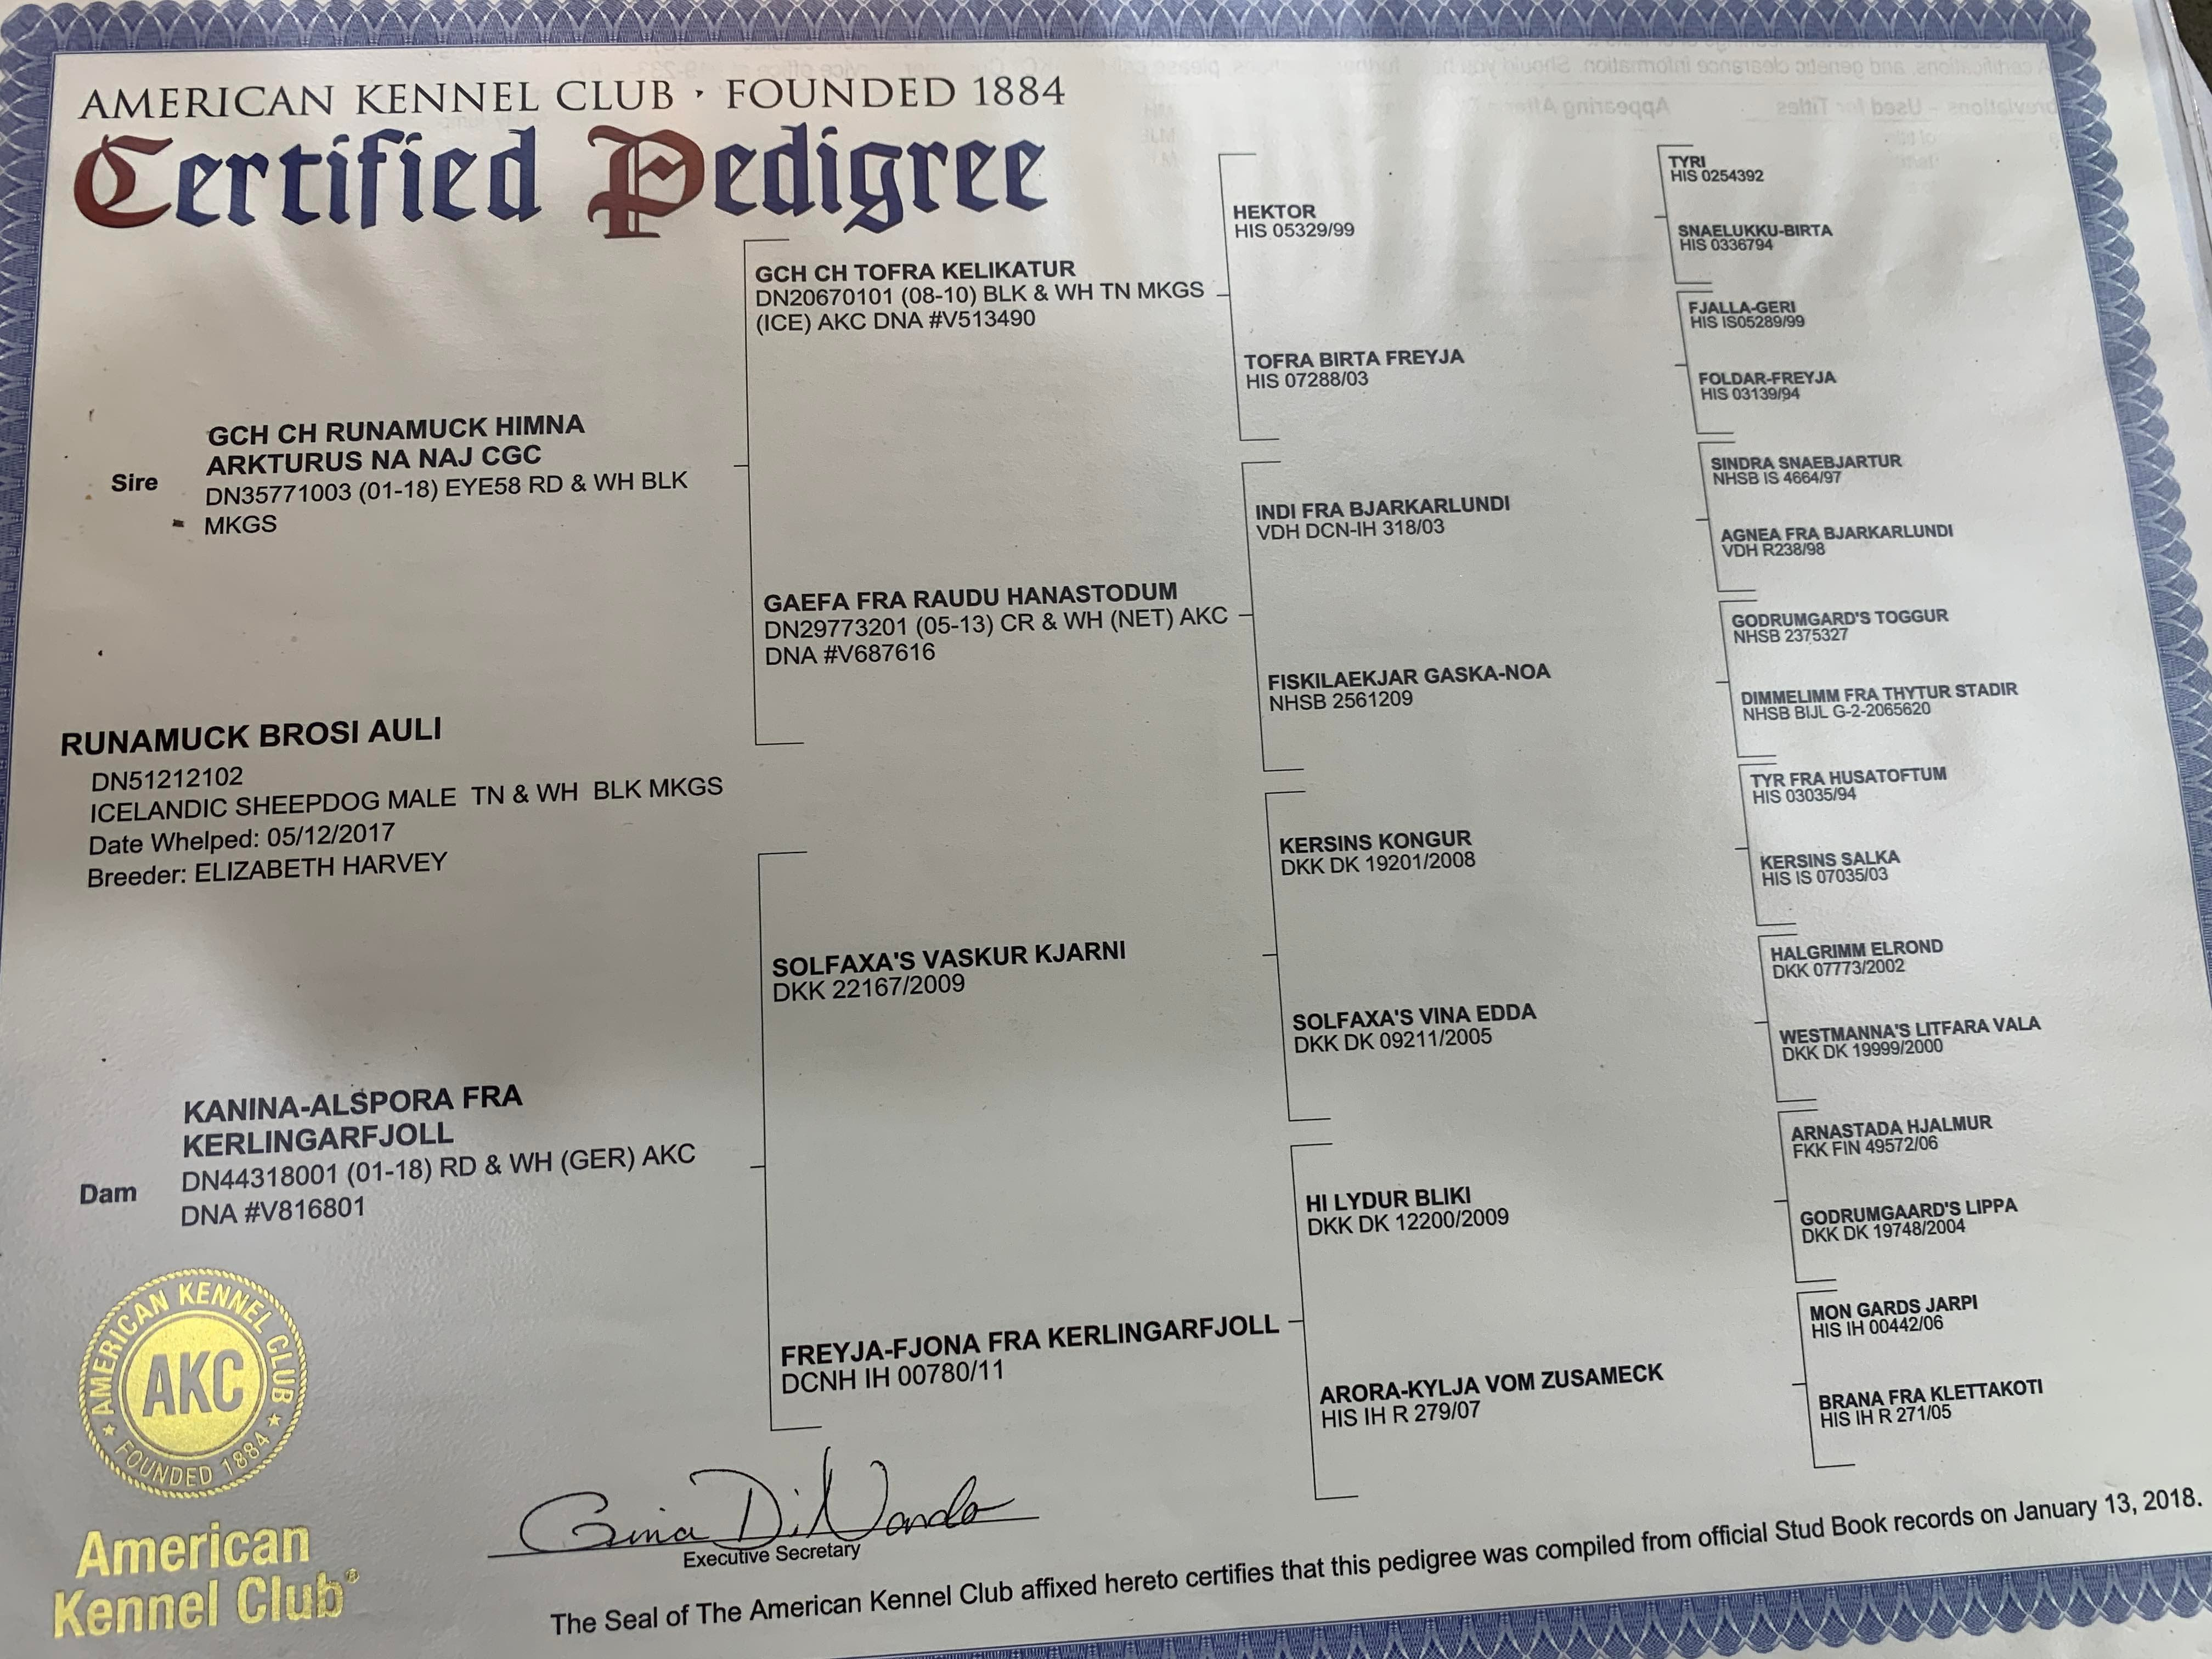 AMERICAN KENNEL CLUB · FOUNDED 1884
Certified Pedigree
Sire
GCH CH RUNAMUCK HIMNA
ARKTURUS NA NAJ CGC
DN35771003 (01-18) EYE58 RD & WH BLK
MKGS
RUNAMUCK BROSI AULI
DN51212102
ICELANDIC SHEEPDOG MALE TN & WH BLK MKGS
Date Whelped: 05/12/2017
Breeder: ELIZABETH HARVEY
Dam
KANINA-ALSPORA FRA
KERLINGARFJOLL
DN44318001 (01-18) RD & WH (GER) AKC
DNA #V816801
GCH CH TOFRA KELIKATUR
DN20670101 (08-10) BLK & WH TN MKGS
(ICE) AKC DNA #V513490
GAEFA FRA RAUDU HANASTODUM
DN29773201 (05-13) CR & WH (NET) AKC
DNA #V687616
SOLFAXA'S VASKUR KJARNI
DKK 22167/2009
FREYJA-FJONA FRA KERLINGARFJOLL
DCNH IH 00780/11
HEKTOR
HIS 05329/99
TOFRA BIRTA FREYJA
HIS 07288/03
INDI FRA BJARKARLUNDI
VDH DCN-IH 318/03
FISKILAEKJAR GASKA-NOA
NHSB 2561209
KERSINS KONGUR
DKK DK 19201/2008
SOLFAXA'S VINA EDDA
DKK DK 09211/2005
HI LYDUR BLIKI
DKK DK 12200/2009
ARORA-KYLJA VOM ZUSAMECK
HIS IH R 279/07
TYRI
HIS 0254392
SNAELUKKU-BIRTA
HIS 0336794
FJALLA-GERI
HIS IS05289/99
FOLDAR-FREYJA
HIS 03139/94
SINDRA SNAEBJARTUR
NHSB IS 4664/97
AGNEA FRA BJARKARLUNDI
VDH R238/98
GODRUMGARD'S TOGGUR
NHSB 2375327
DIMMELIMM FRA THYTUR STADIR
NHSB BIJL G-2-2065620
TYR FRA HUSATOFTUM
HIS 03035/94
KERSINS SALKA
HIS IS 07035/03
HALGRIMM ELROND
DKK 07773/2002
WESTMANNA'S LITFARA VALA
DKK DK 19999/2000
ARNASTADA HJALMUR
FKK FIN 49572/06
GODRUMGAARD'S LIPPA
DKK DK 19748/2004
MON GARDS JARPI
HIS IH 00442/06
BRANA FRA KLETTAKOTI
HIS IH R 271/05
AMERICAN KENNEL CLUB
AKC
FOUNDED 1884
American
Kennel Club®
Gina DiNardo
Executive Secretary
The Seal of The American Kennel Club affixed hereto certifies that this pedigree was compiled from official Stud Book records on January 13, 2018.